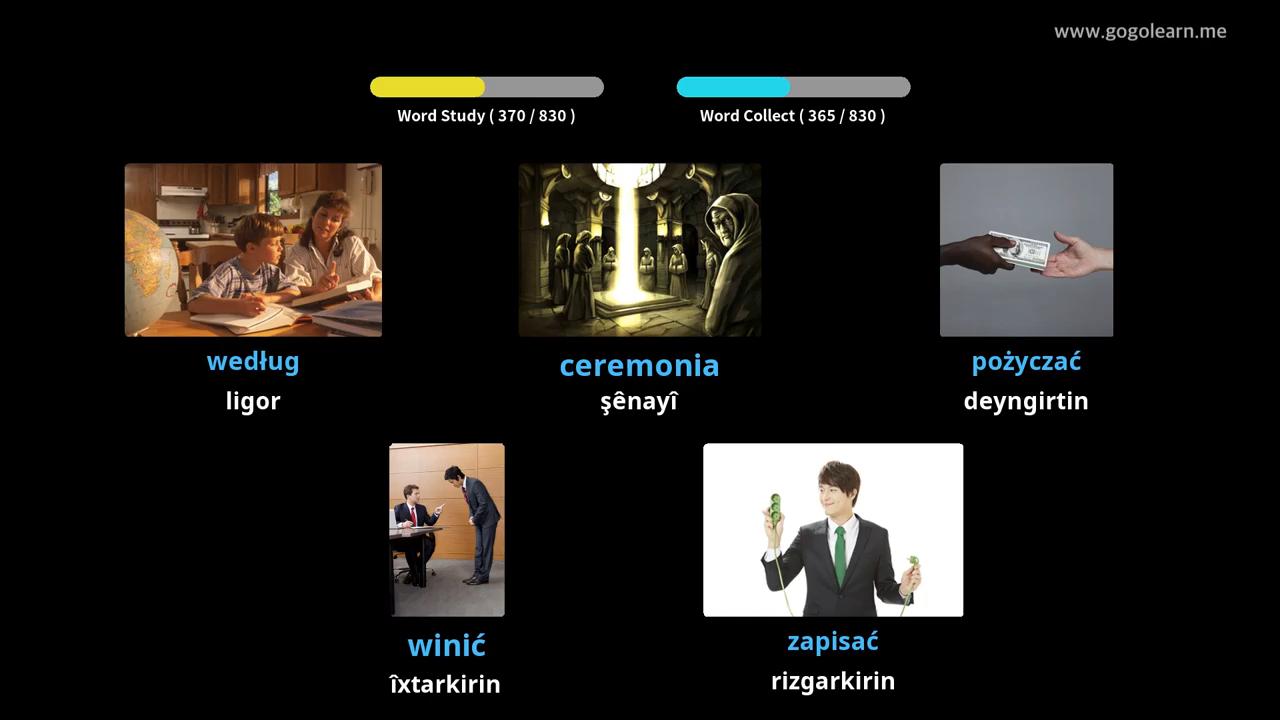 www.gogolearn.me
Word Study ( 370 / 830 )
Word Collect ( 365 / 830 )
według
ligor
ceremonia
şênayî
pożyczać
deyngirtin
winić
îxtarkirin
zapisać
rizgarkirin